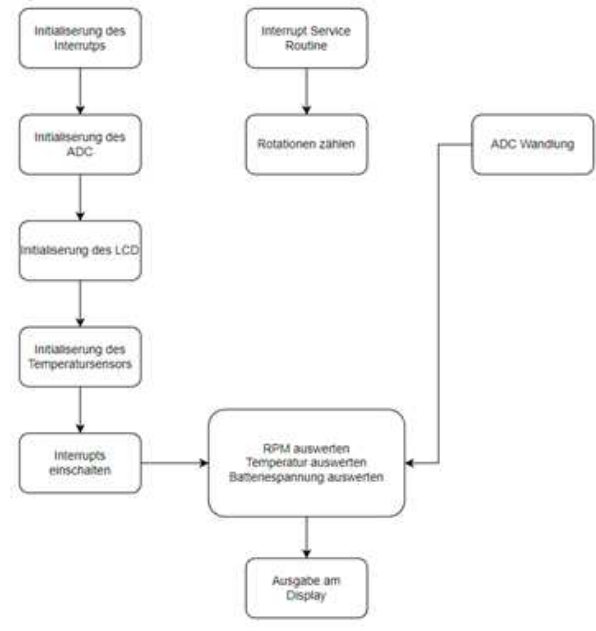 Initialiserung des
Interrutps
Interrupt Service
Routine
Initialiserung des
ADC
Rotationen zählen
ADC Wandlung
Initialiserung des LCD
Initialiserung des
Temperatursensors
Interrupts
einschalten
RPM auswerten
Temperatur auswerten
Batteriespannung auswerten
Ausgabe am
Display